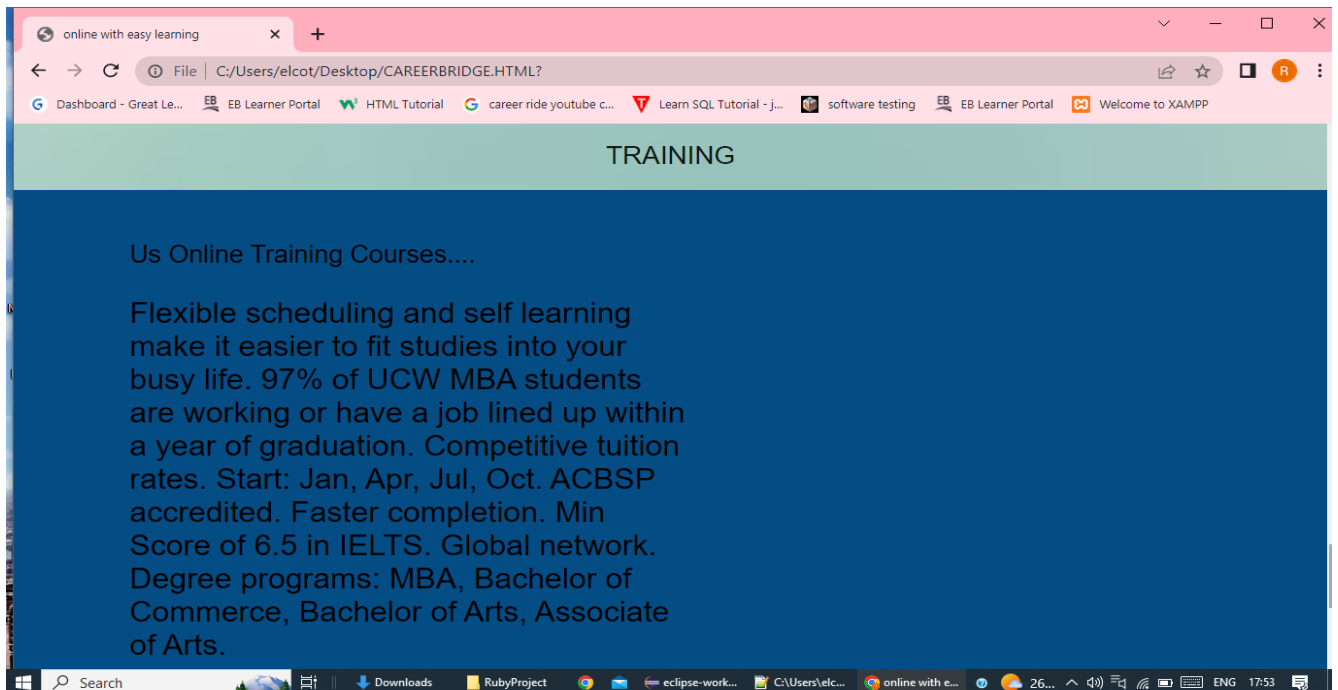 online with easy learning
File | C:/Users/elcot/Desktop/CAREERBRIDGE.HTML?
R
Dashboard - Great Le... EB EB Learner Portal HTML Tutorial career ride youtube c... Learn SQL Tutorial - j... software testing EB EB Learner Portal Welcome to XAMPP
TRAINING
Us Online Training Courses....
Flexible scheduling and self learning
make it easier to fit studies into your
busy life. 97% of UCW MBA students
are working or have a job lined up within
a year of graduation. Competitive tuition
rates. Start: Jan, Apr, Jul, Oct. ACBSP
accredited. Faster completion. Min
Score of 6.5 in IELTS. Global network.
Degree programs: MBA, Bachelor of
Commerce, Bachelor of Arts, Associate
of Arts.
Search Downloads RubyProject eclipse-work... C:\Users\elc... online with e... 26... ENG 17:53